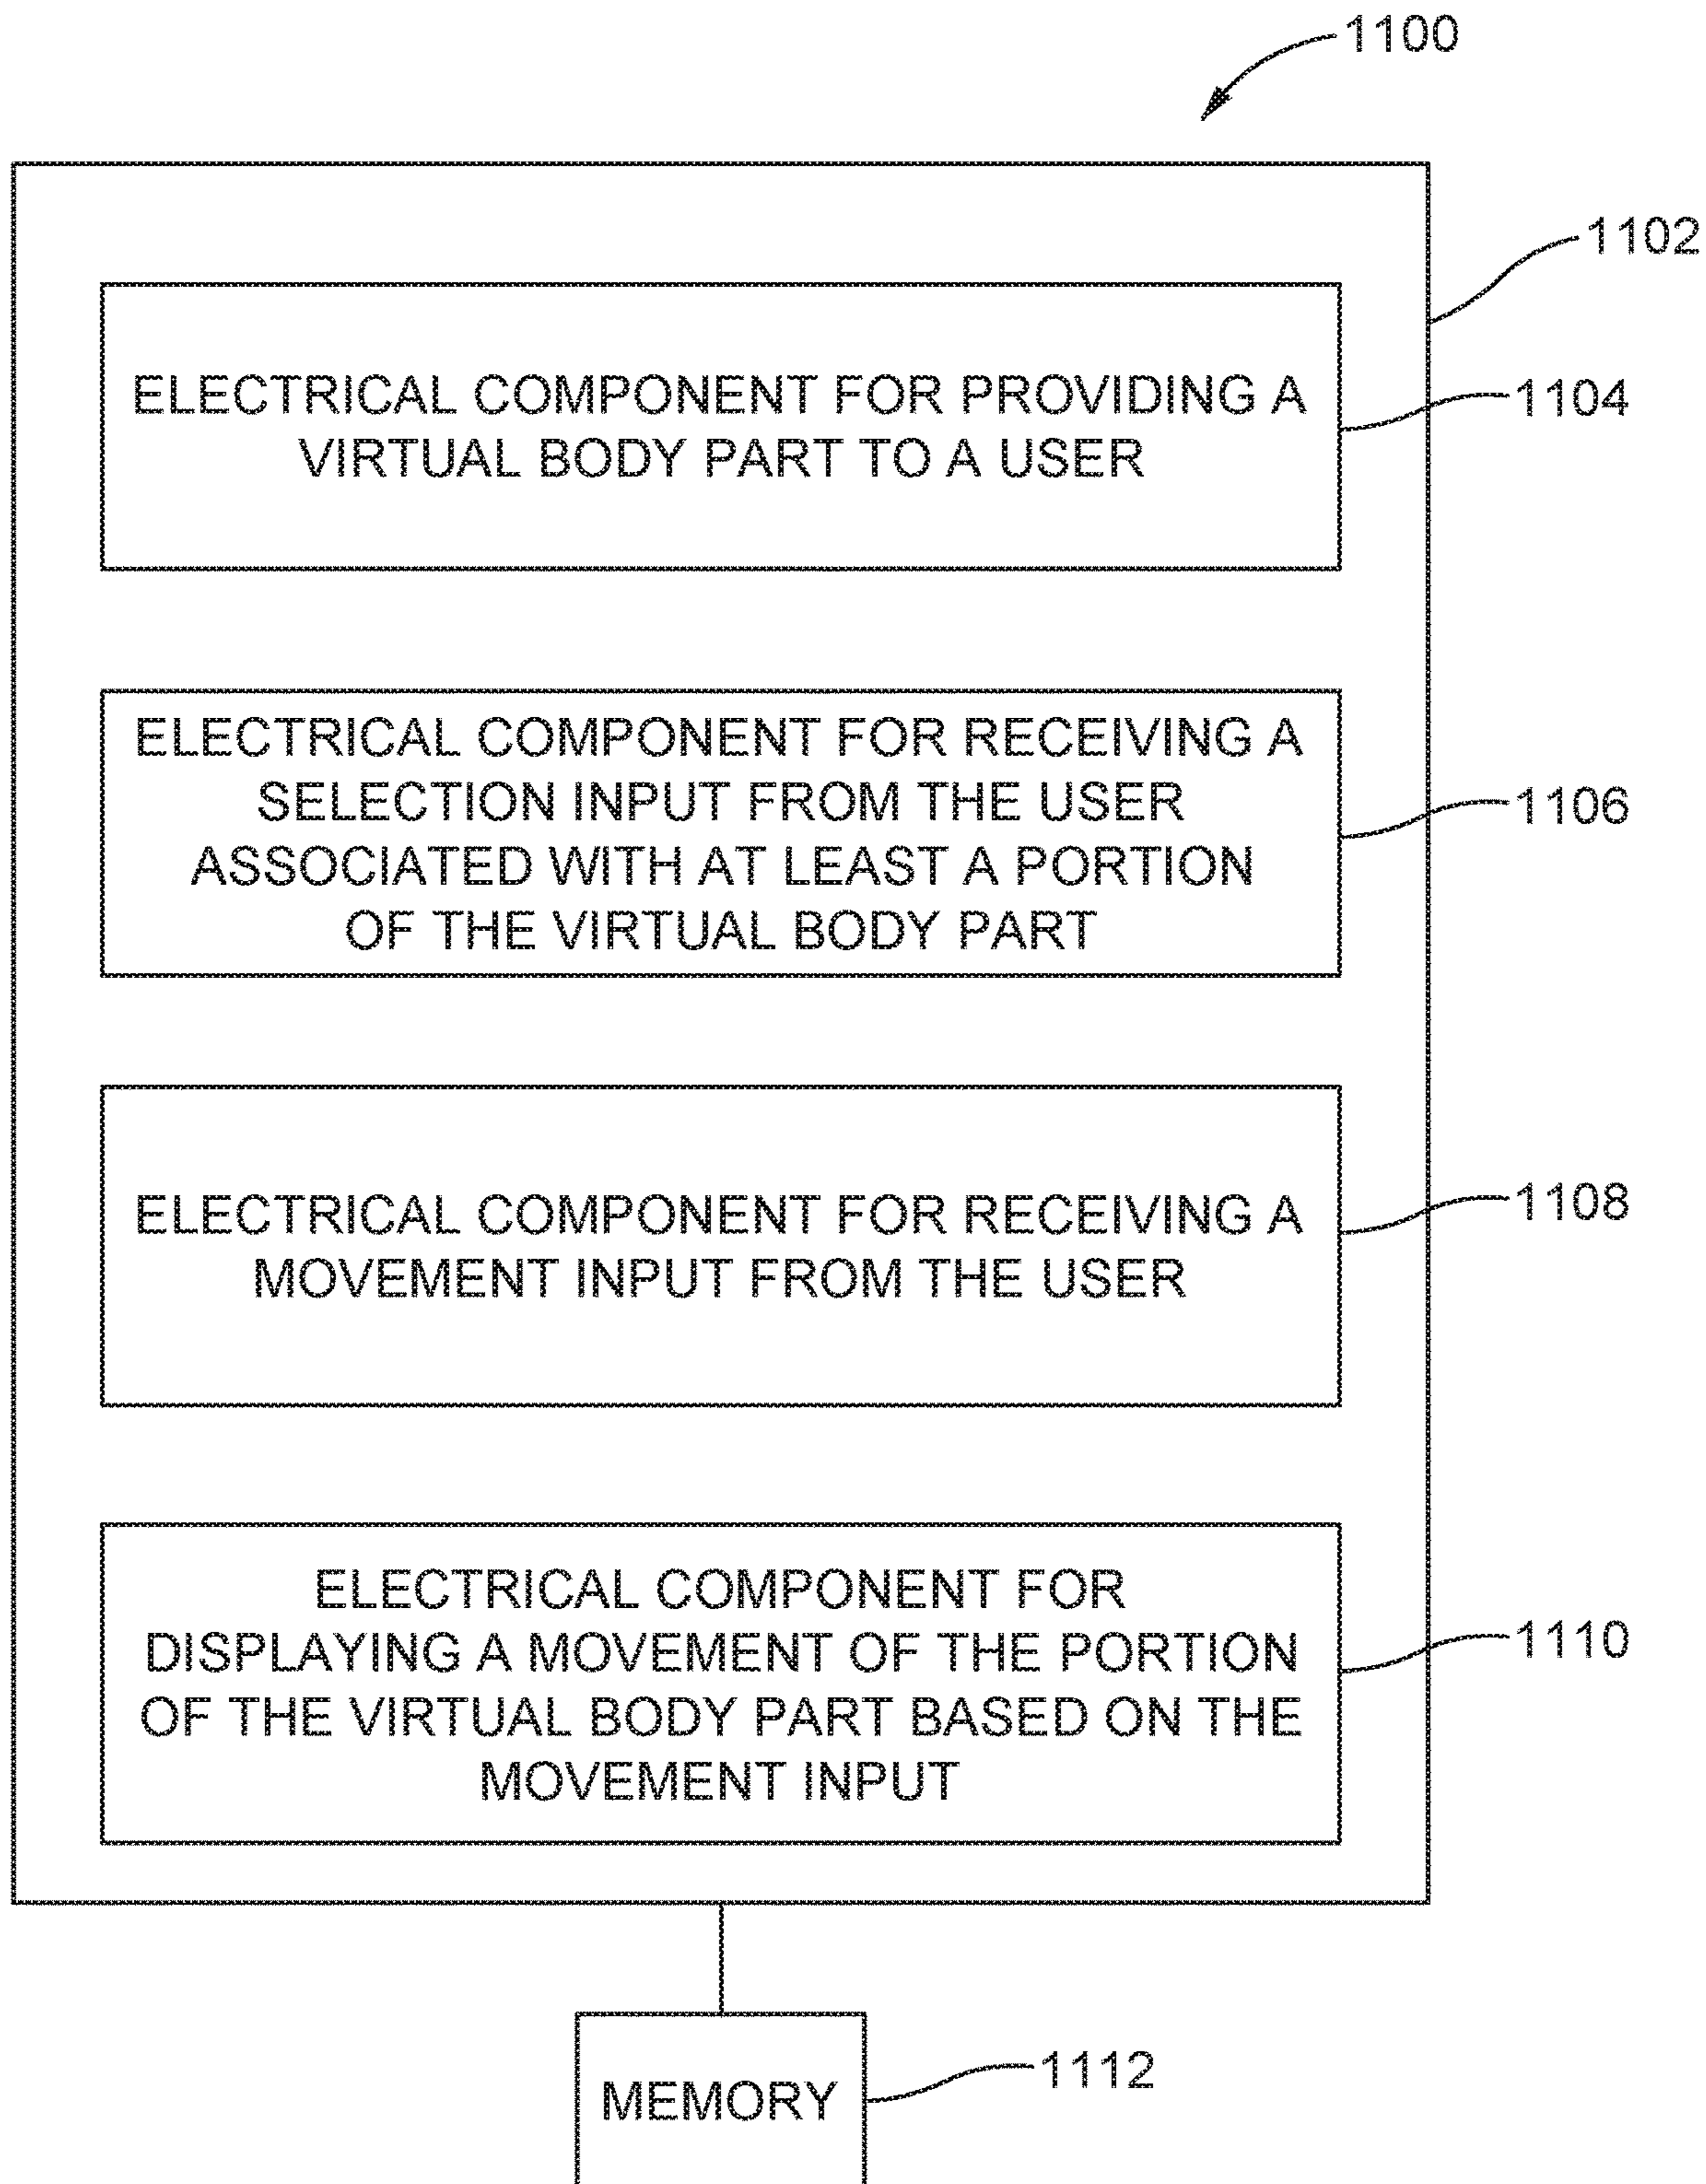 1100
1102
ELECTRICAL COMPONENT FOR PROVIDING A
VIRTUAL BODY PART TO A USER
1104
ELECTRICAL COMPONENT FOR RECEIVING A
SELECTION INPUT FROM THE USER
ASSOCIATED WITH AT LEAST A PORTION
OF THE VIRTUAL BODY PART
1106
ELECTRICAL COMPONENT FOR RECEIVING A
MOVEMENT INPUT FROM THE USER
1108
ELECTRICAL COMPONENT FOR
DISPLAYING A MOVEMENT OF THE PORTION
OF THE VIRTUAL BODY PART BASED ON THE
MOVEMENT INPUT
1110
MEMORY
1112